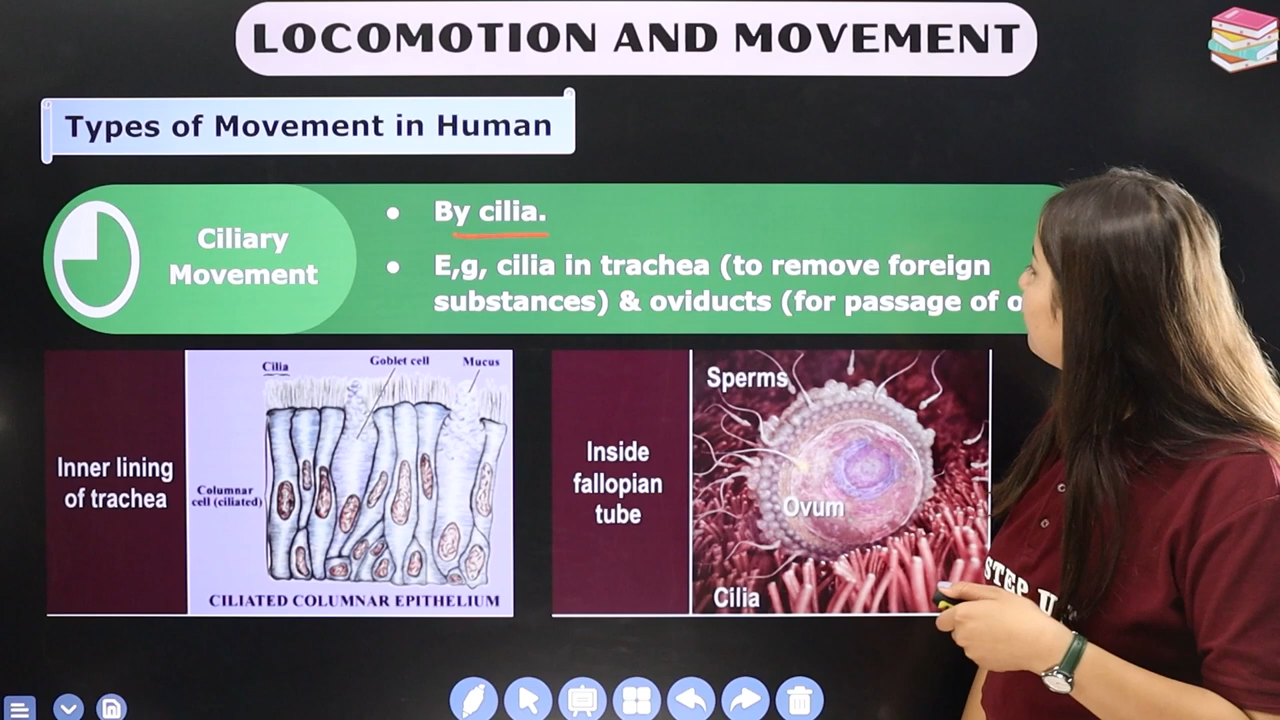 LOCOMOTION AND MOVEMENT
Types of Movement in Human
Ciliary
Movement
By cilia.
E,g, cilia in trachea (to remove foreign
substances) & oviducts (for passage of
Inner lining
of trachea
Cilia
Goblet cell
Mucus
Columnar
cell (ciliated)
CILIATED COLUMNAR EPITHELIUM
Inside
fallopian
tube
Sperms
Ovum
Cilia
STEP